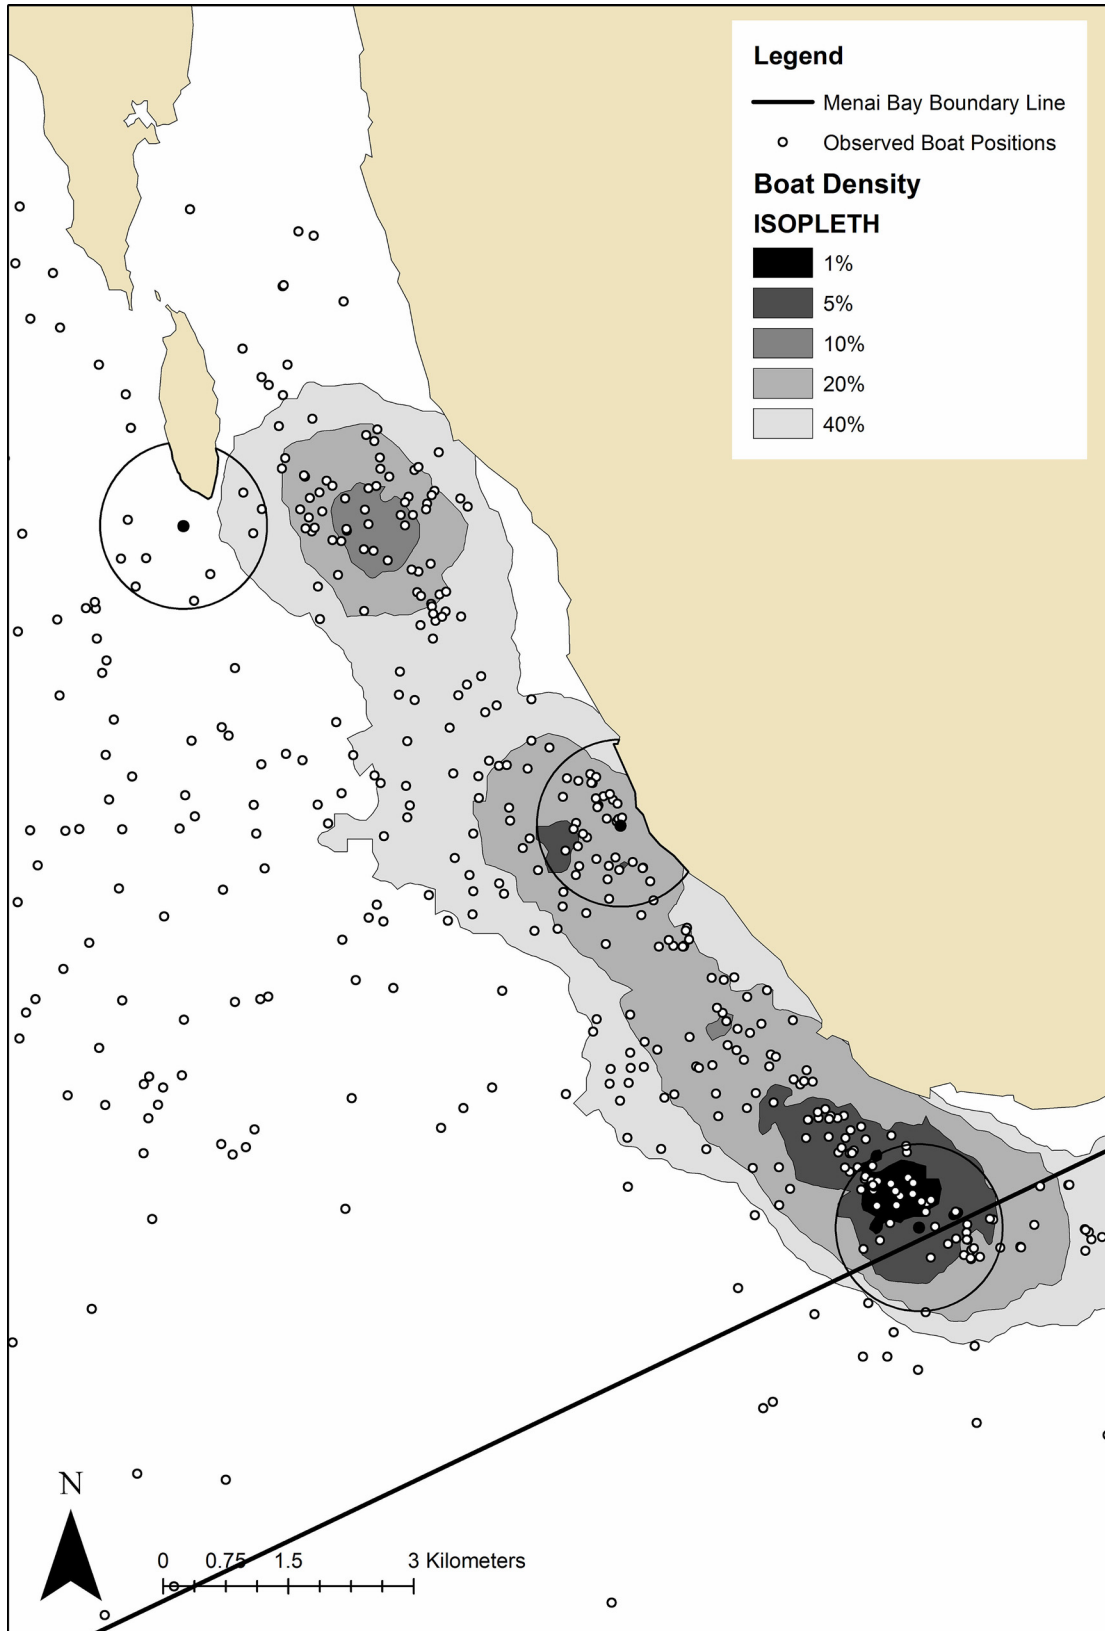 Legend
Menai Bay Boundary Line
Observed Boat Positions
Boat Density
ISOPLETH
1%
5%
10%
20%
40%
N
0 0.75 1.5 3 Kilometers